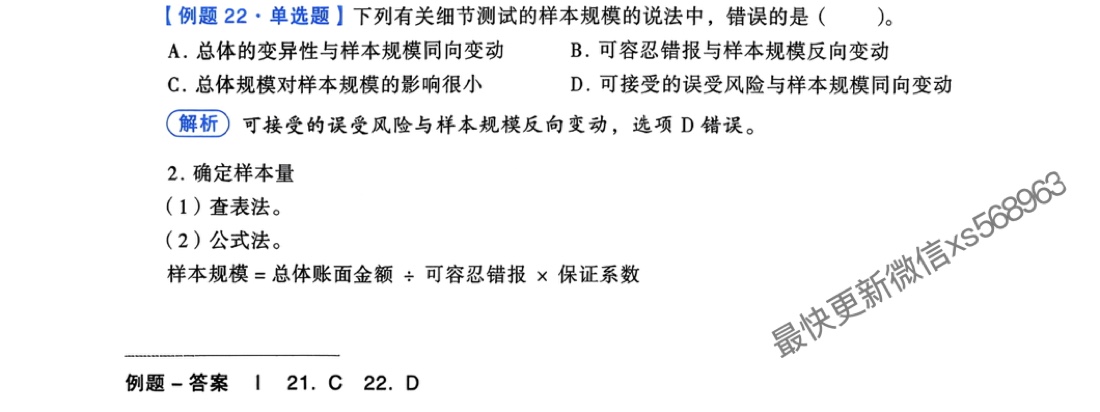 【例题 22·单选题】下列有关细节测试的样本规模的说法中，错误的是（　　）。
A. 总体的变异性与样本规模同向变动　　B. 可容忍错报与样本规模反向变动
C. 总体规模对样本规模的影响很小　　D. 可接受的误受风险与样本规模同向变动
解析 可接受的误受风险与样本规模反向变动，选项 D 错误。
2. 确定样本量
（1）查表法。
（2）公式法。
样本规模 = 总体账面金额 ÷ 可容忍错报 × 保证系数
最快更新微信xs568963
例题 – 答案 | 21. C 22. D